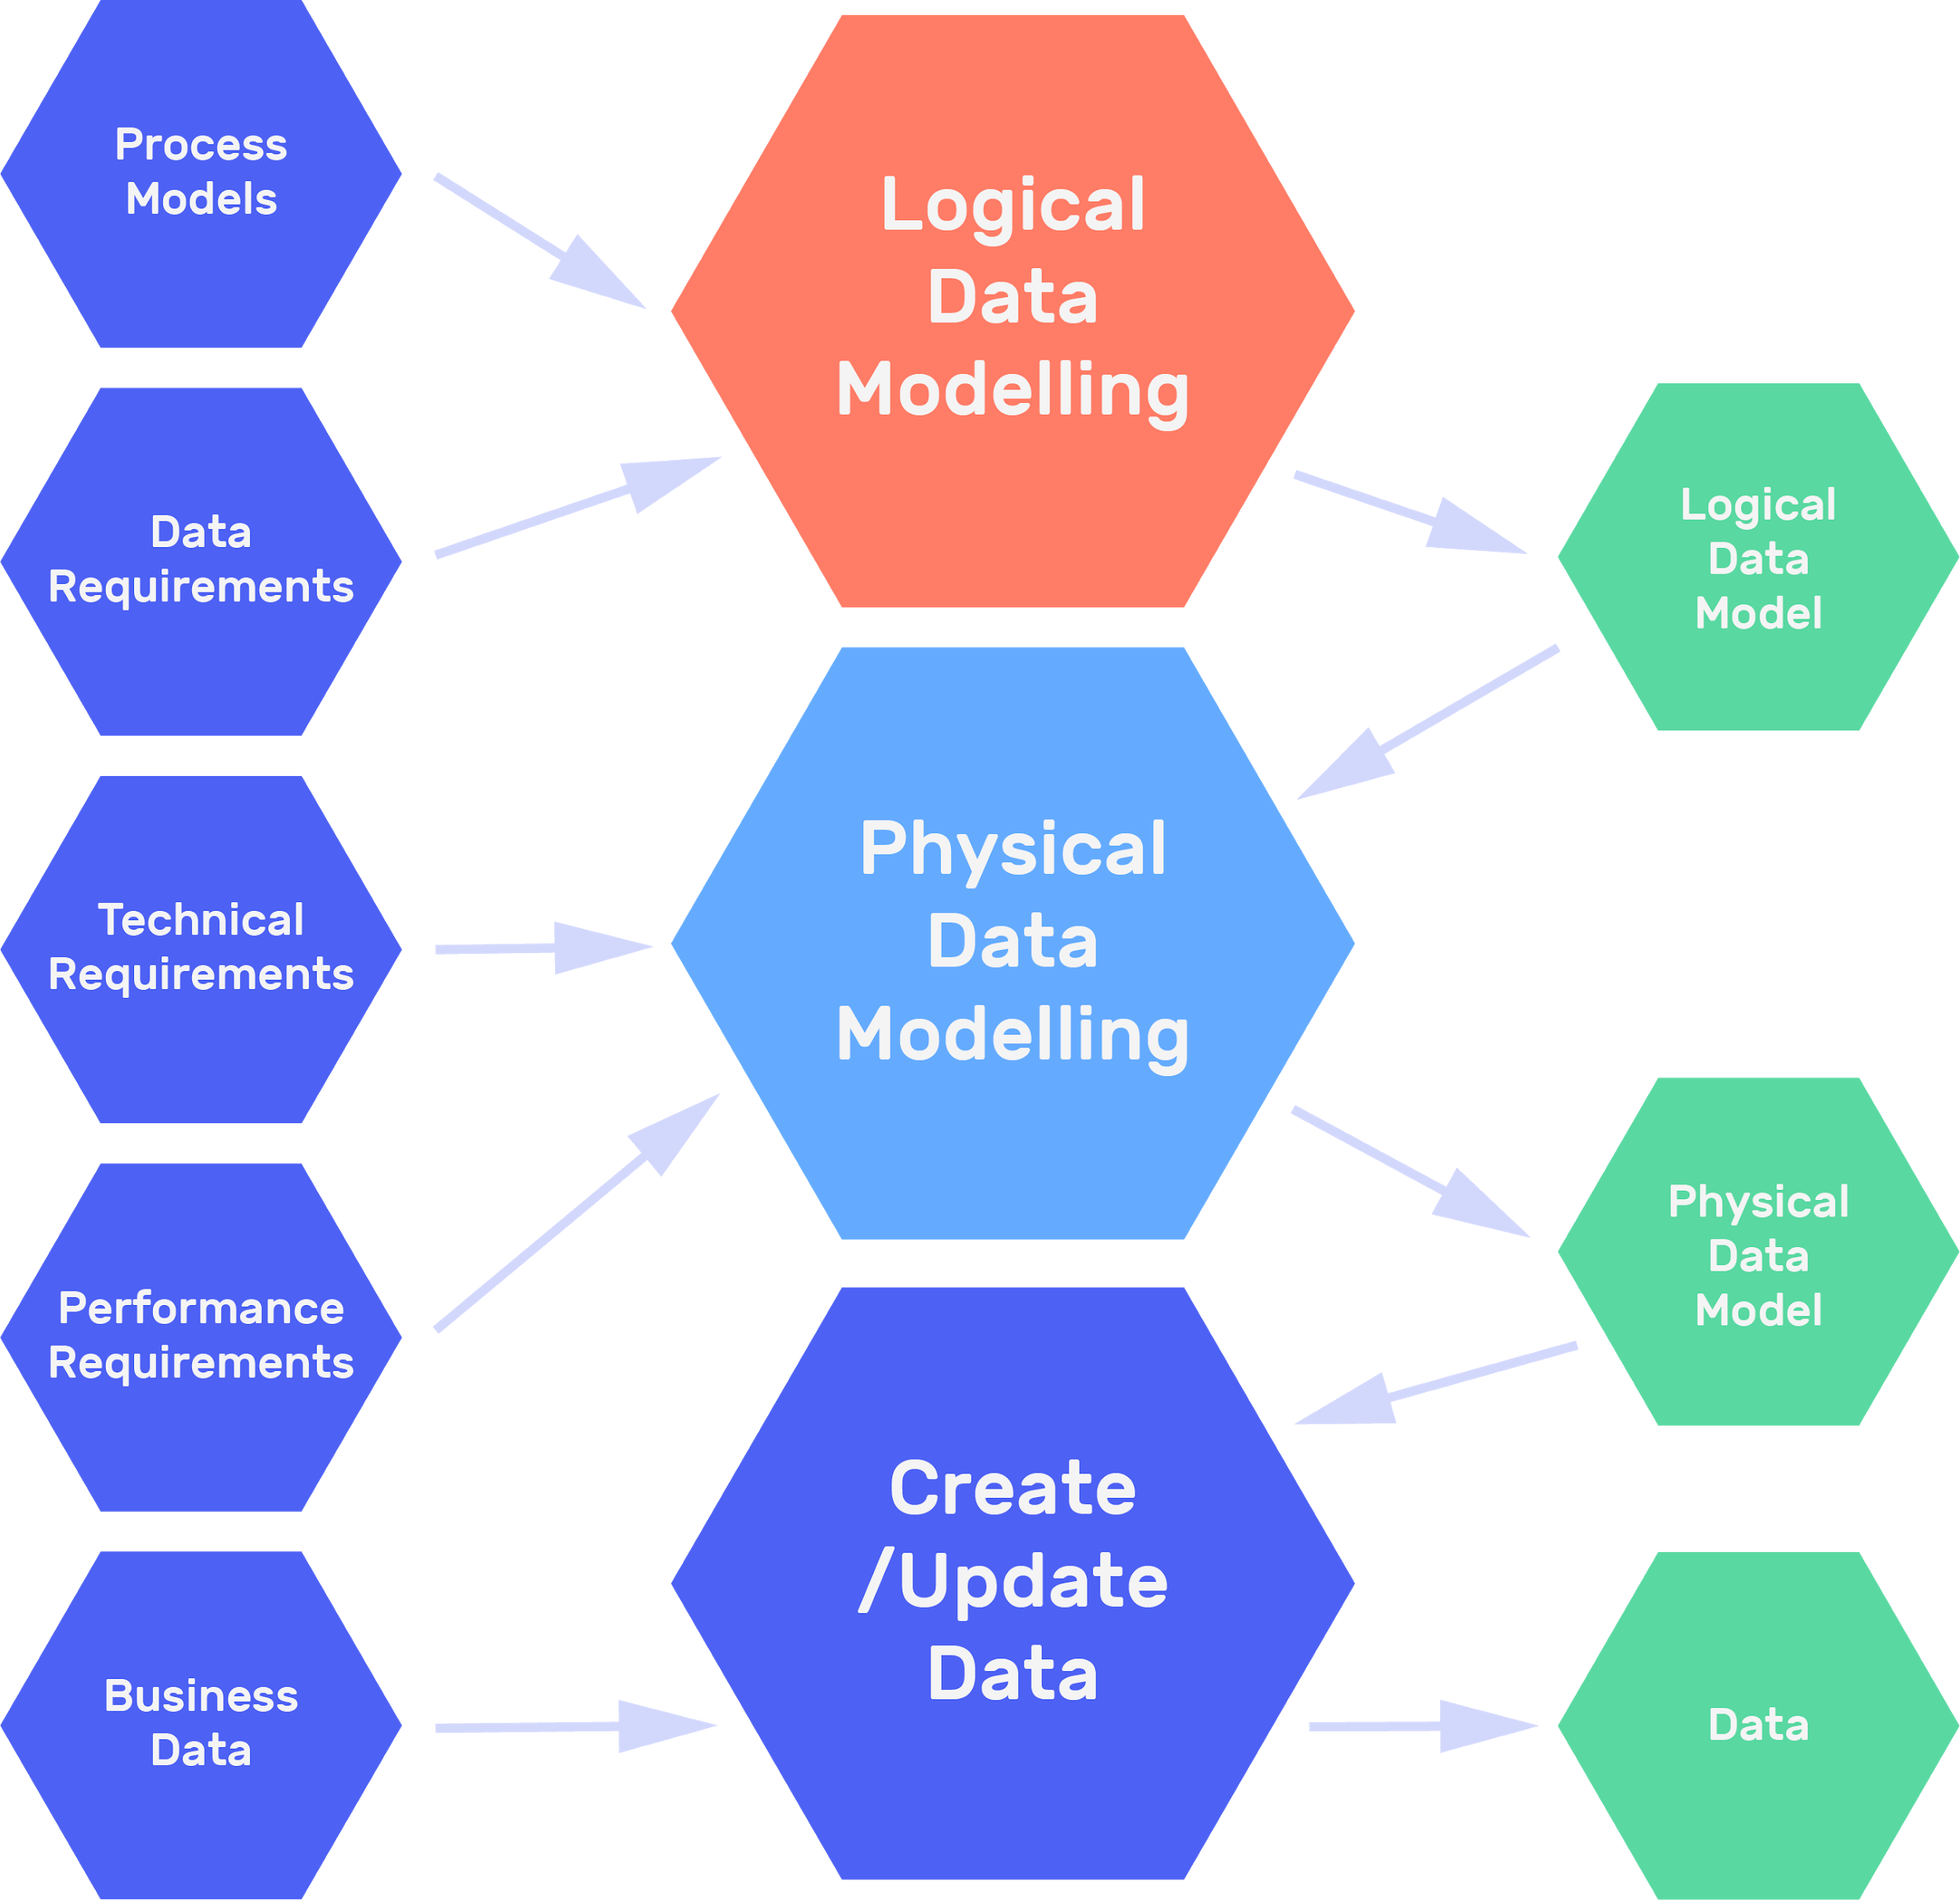 Process
Models
Data
Requirements
Technical
Requirements
Performance
Requirements
Business
Data
Logical
Data
Modelling
Physical
Data
Modelling
Create
/Update
Data
Logical
Data
Model
Physical
Data
Model
Data